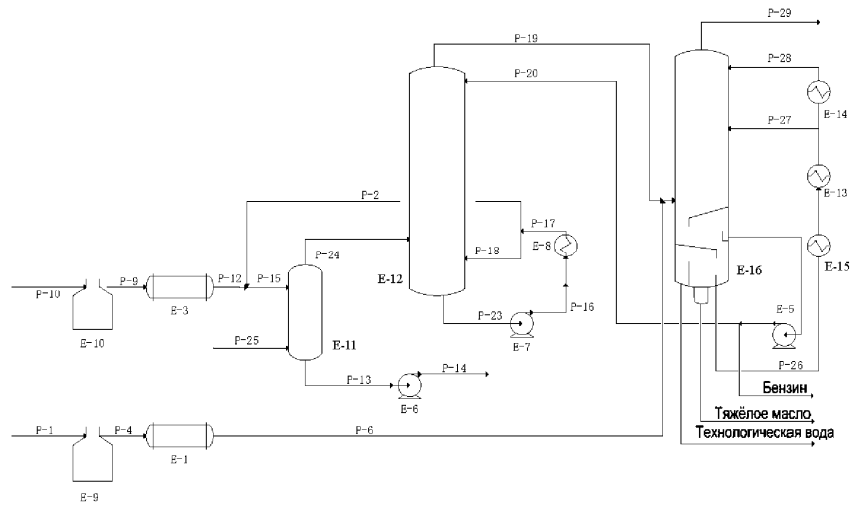 P-29
P-19
P-28
P-20
E-14
P-27
E-13
P-2
P-17
E-8
P-18
P-24
E-12
E-16
E-15
P-10
P-9
E-3
P-12
P-15
P-16
E-10
P-25
E-11
P-23
E-7
E-5
P-13
P-14
E-6
P-26
Бензин
Тяжёлое масло
Технологическая вода
P-1
P-4
E-1
P-6
E-9